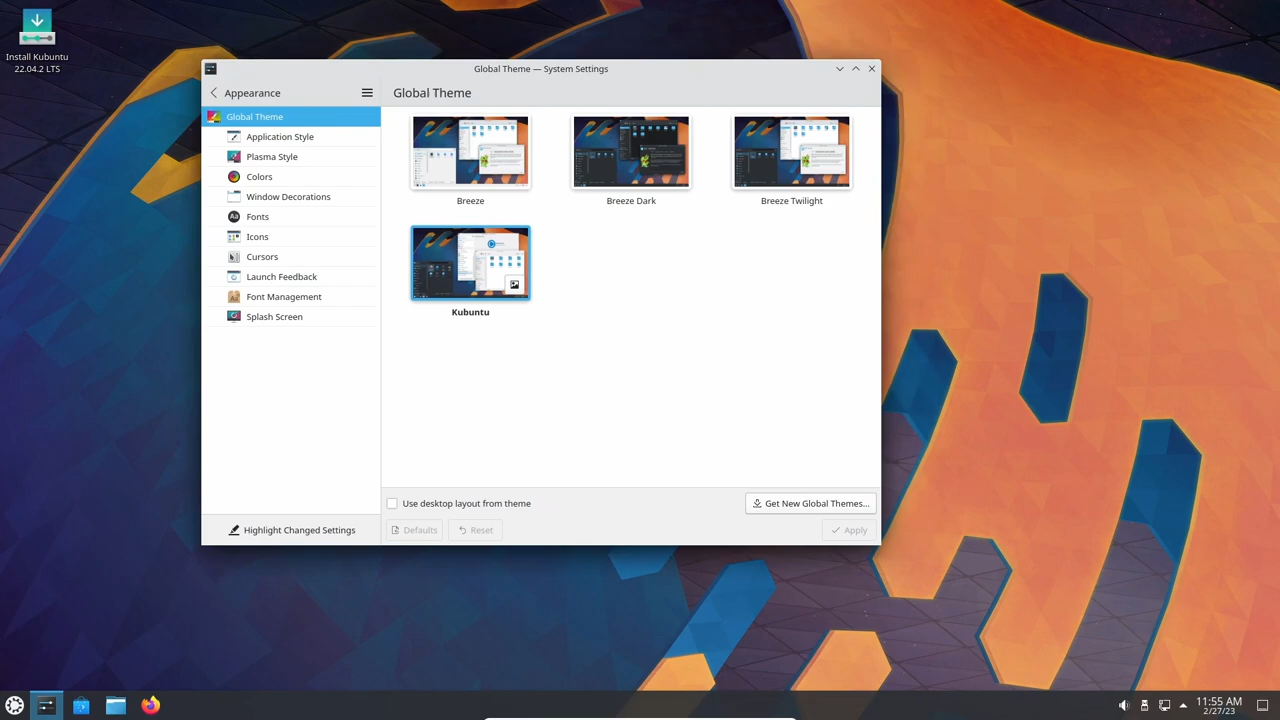 Install Kubuntu
22.04.2 LTS
Global Theme — System Settings
Appearance
Global Theme
Global Theme
Application Style
Plasma Style
Colors
Window Decorations
Aa Fonts
Icons
Cursors
Launch Feedback
Font Management
Splash Screen
Highlight Changed Settings
Breeze
Breeze Dark
Breeze Twilight
Kubuntu
Use desktop layout from theme
Get New Global Themes...
Defaults
Reset
Apply
11:55 AM
2/27/23